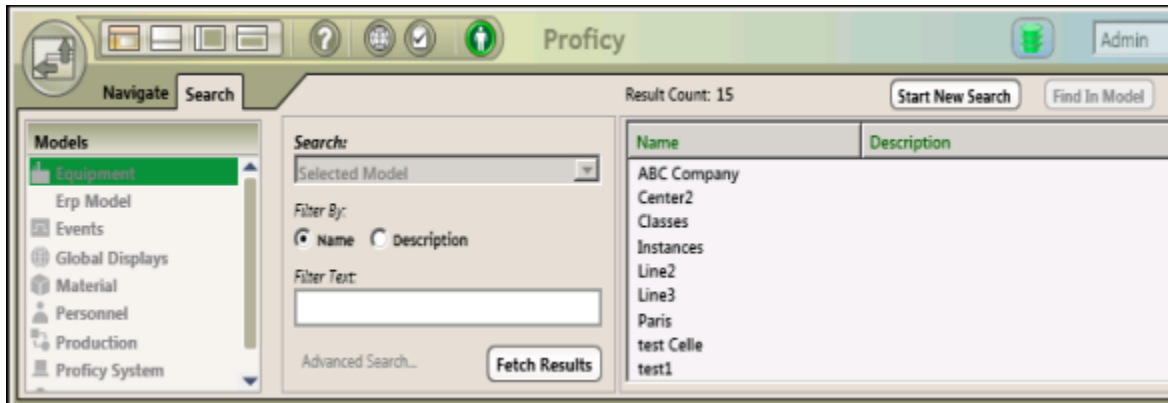 Proficy
Admin
Navigate
Search
Result Count: 15
Start New Search
Find In Model
Models
Equipment
Erp Model
Events
Global Displays
Material
Personnel
Production
Proficy System
Search:
Selected Model
Filter By:
Name
Description
Filter Text:
Advanced Search...
Fetch Results
Name
Description
ABC Company
Center2
Classes
Instances
Line2
Line3
Paris
test Celle
test1